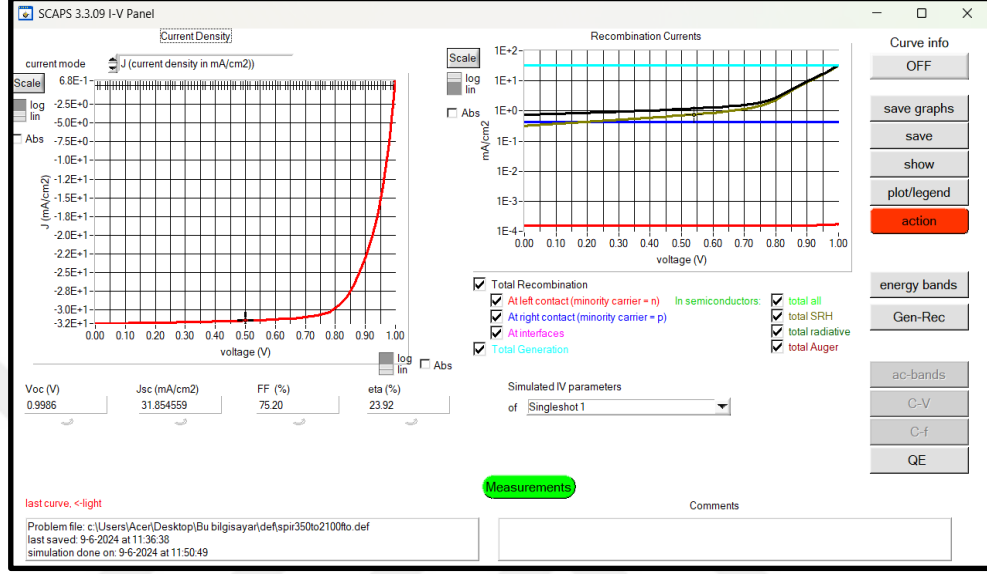 SCAPS 3.3.09 I-V Panel
Current Density
current mode
J (current density in mA/cm2))
Scale
log
lin
Abs
6.8E-1
-2.5E+0
-5.0E+0
-7.5E+0
-1.0E+1
-1.2E+1
-1.5E+1
-1.8E+1
-2.0E+1
-2.2E+1
-2.5E+1
-2.8E+1
-3.0E+1
-3.2E+1
J (mA/cm2)
0.00 0.10 0.20 0.30 0.40 0.50 0.60 0.70 0.80 0.90 1.00
voltage (V)
log
lin
Abs
Recombination Currents
Scale
log
lin
Abs
1E+2
1E+1
1E+0
1E-1
1E-2
1E-3
1E-4
mA/cm2
0.00 0.10 0.20 0.30 0.40 0.50 0.60 0.70 0.80 0.90 1.00
voltage (V)
Total Recombination
At left contact (minority carrier = n) In semiconductors: total all
At right contact (minority carrier = p) total SRH
At interfaces total radiative
Total Generation total Auger
Curve info
OFF
save graphs
save
show
plot/legend
action
energy bands
Gen-Rec
ac-bands
C-V
C-f
QE
Voc (V) Jsc (mA/cm2) FF (%) eta (%)
0.9986 31.854559 75.20 23.92
Simulated IV parameters
of Singleshot 1
Measurements
last curve, <-light
Problem file: c:\Users\Acer\Desktop\Bu bilgisayar\def\spir350to2100fto.def
last saved: 9-6-2024 at 11:36:38
simulation done on: 9-6-2024 at 11:50:49
Comments